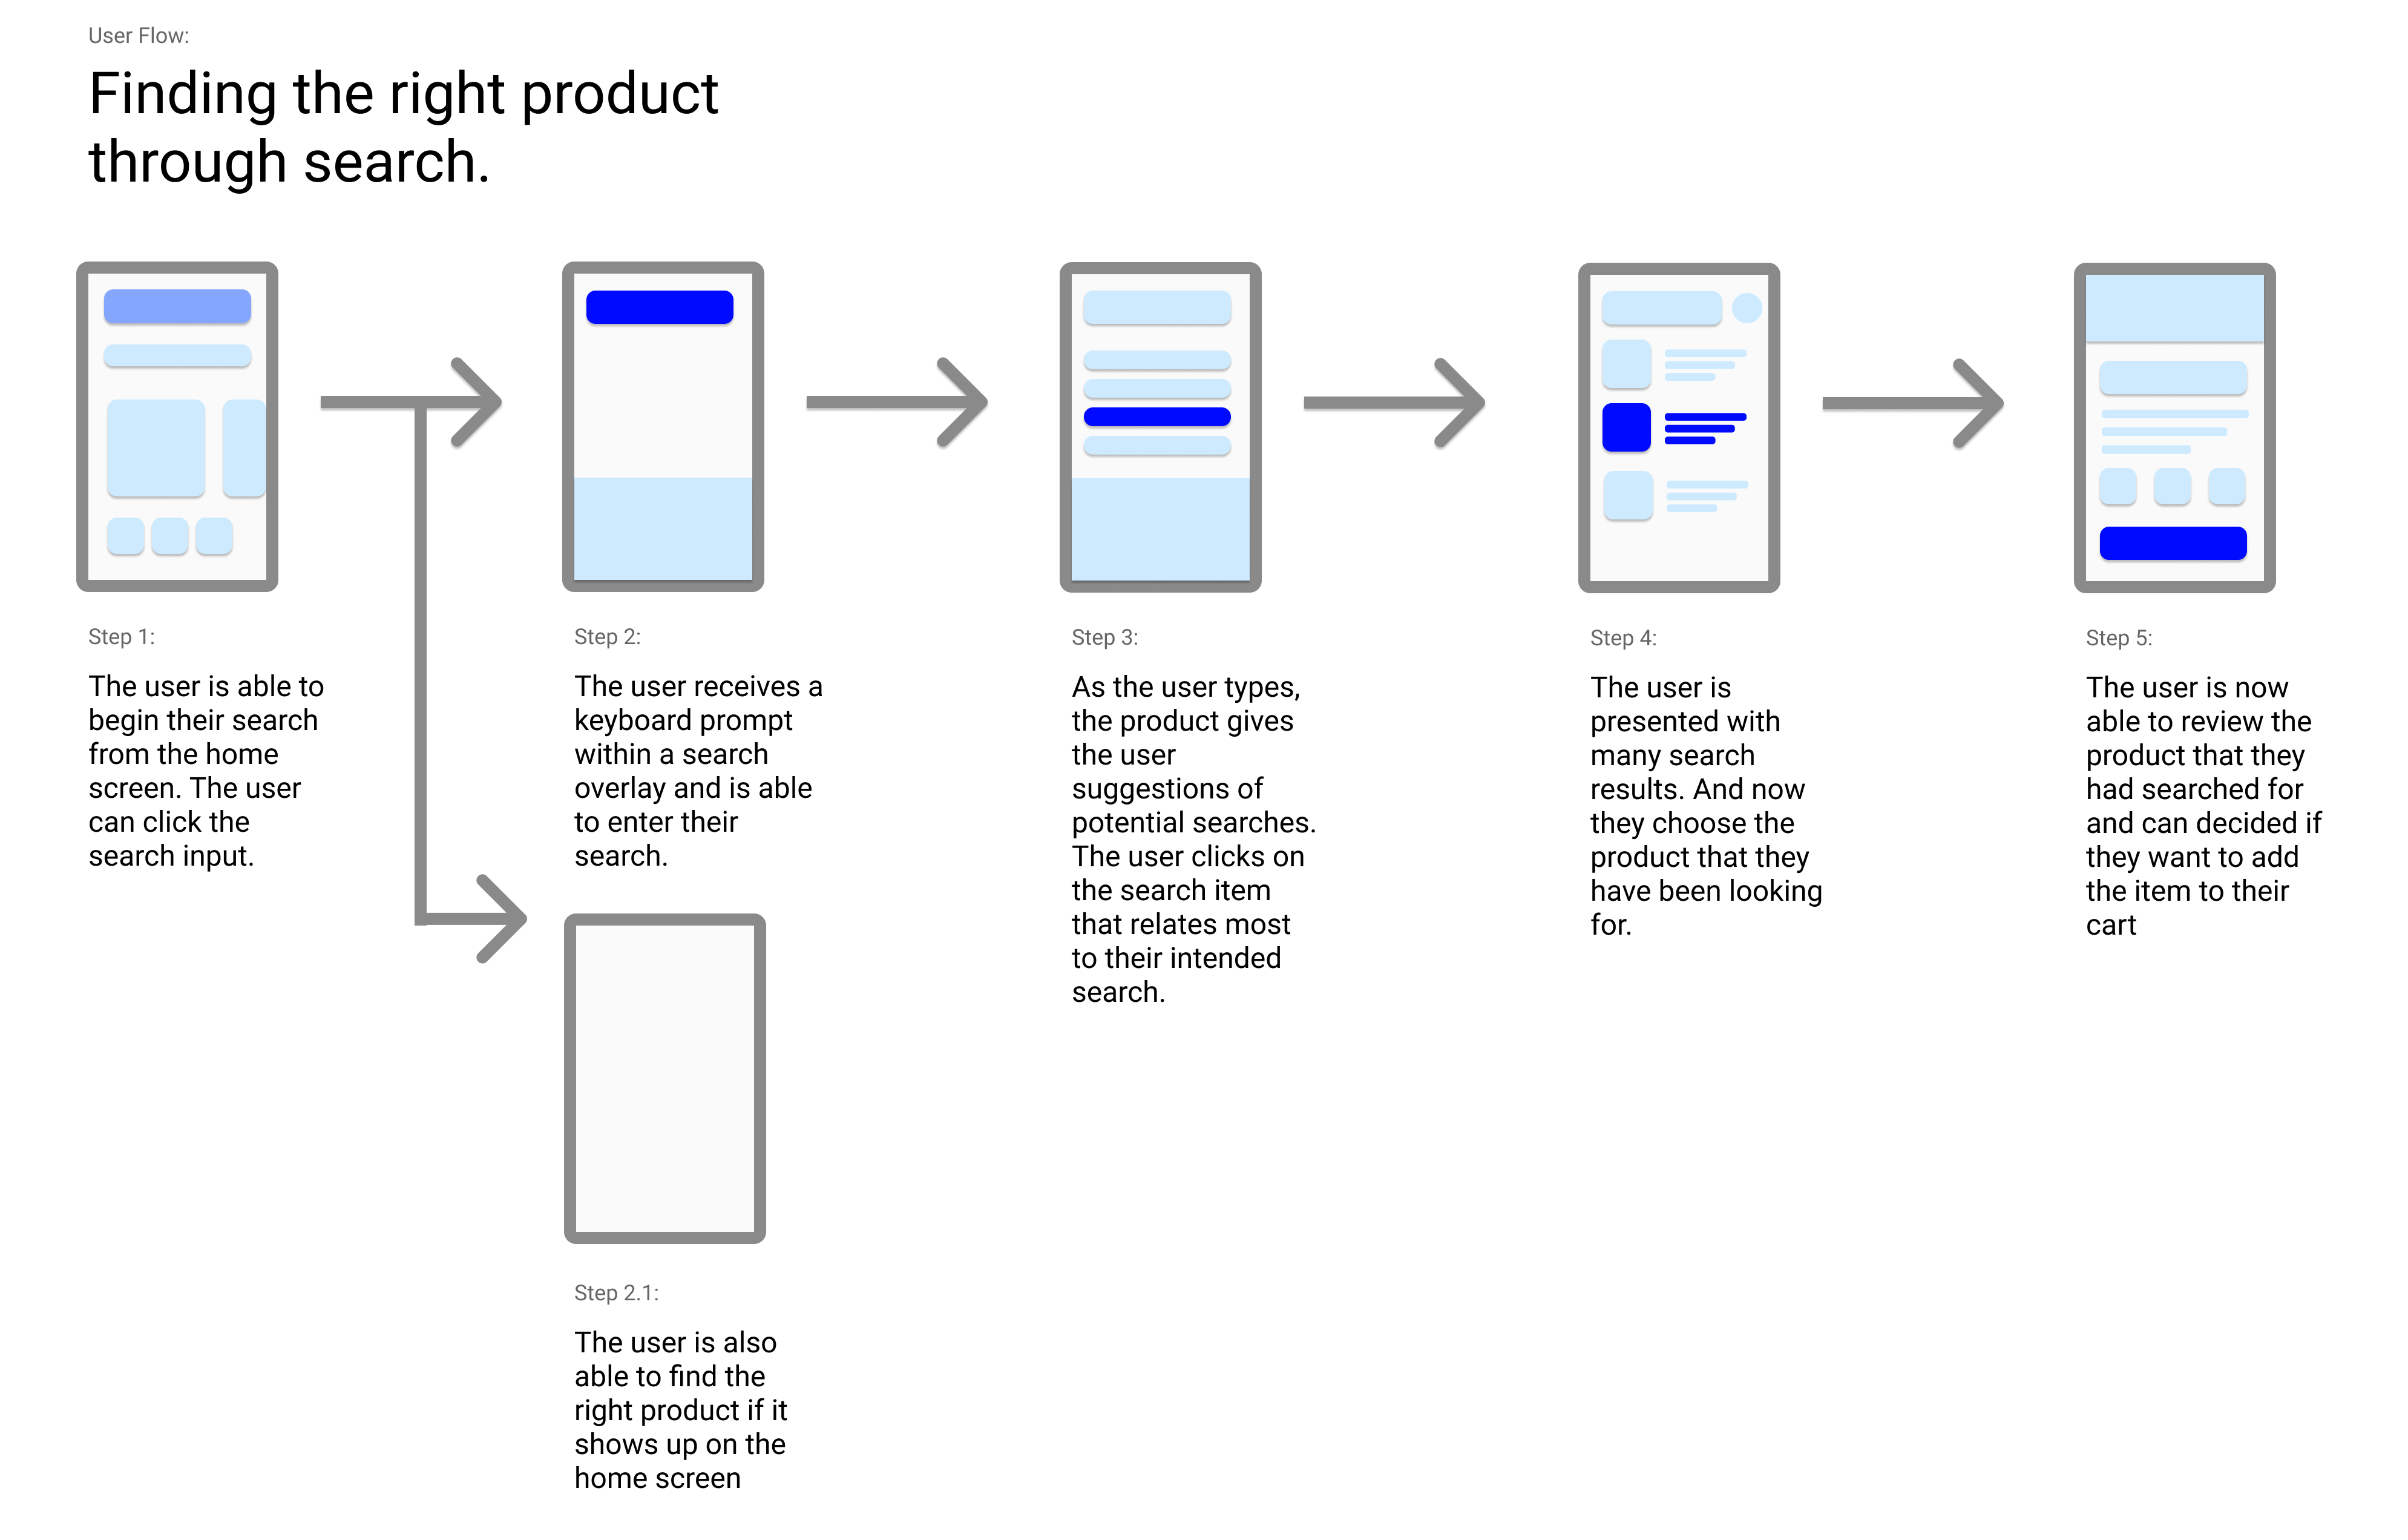 User Flow:
Finding the right product
through search.
Step 1:
The user is able to
begin their search
from the home
screen. The user
can click the
search input.
Step 2:
The user receives a
keyboard prompt
within a search
overlay and is able
to enter their
search.
Step 3:
As the user types,
the product gives
the user
suggestions of
potential searches.
The user clicks on
the search item
that relates most
to their intended
search.
Step 4:
The user is
presented with
many search
results. And now
they choose the
product that they
have been looking
for.
Step 5:
The user is now
able to review the
product that they
had searched for
and can decided if
they want to add
the item to their
cart
Step 2.1:
The user is also
able to find the
right product if it
shows up on the
home screen